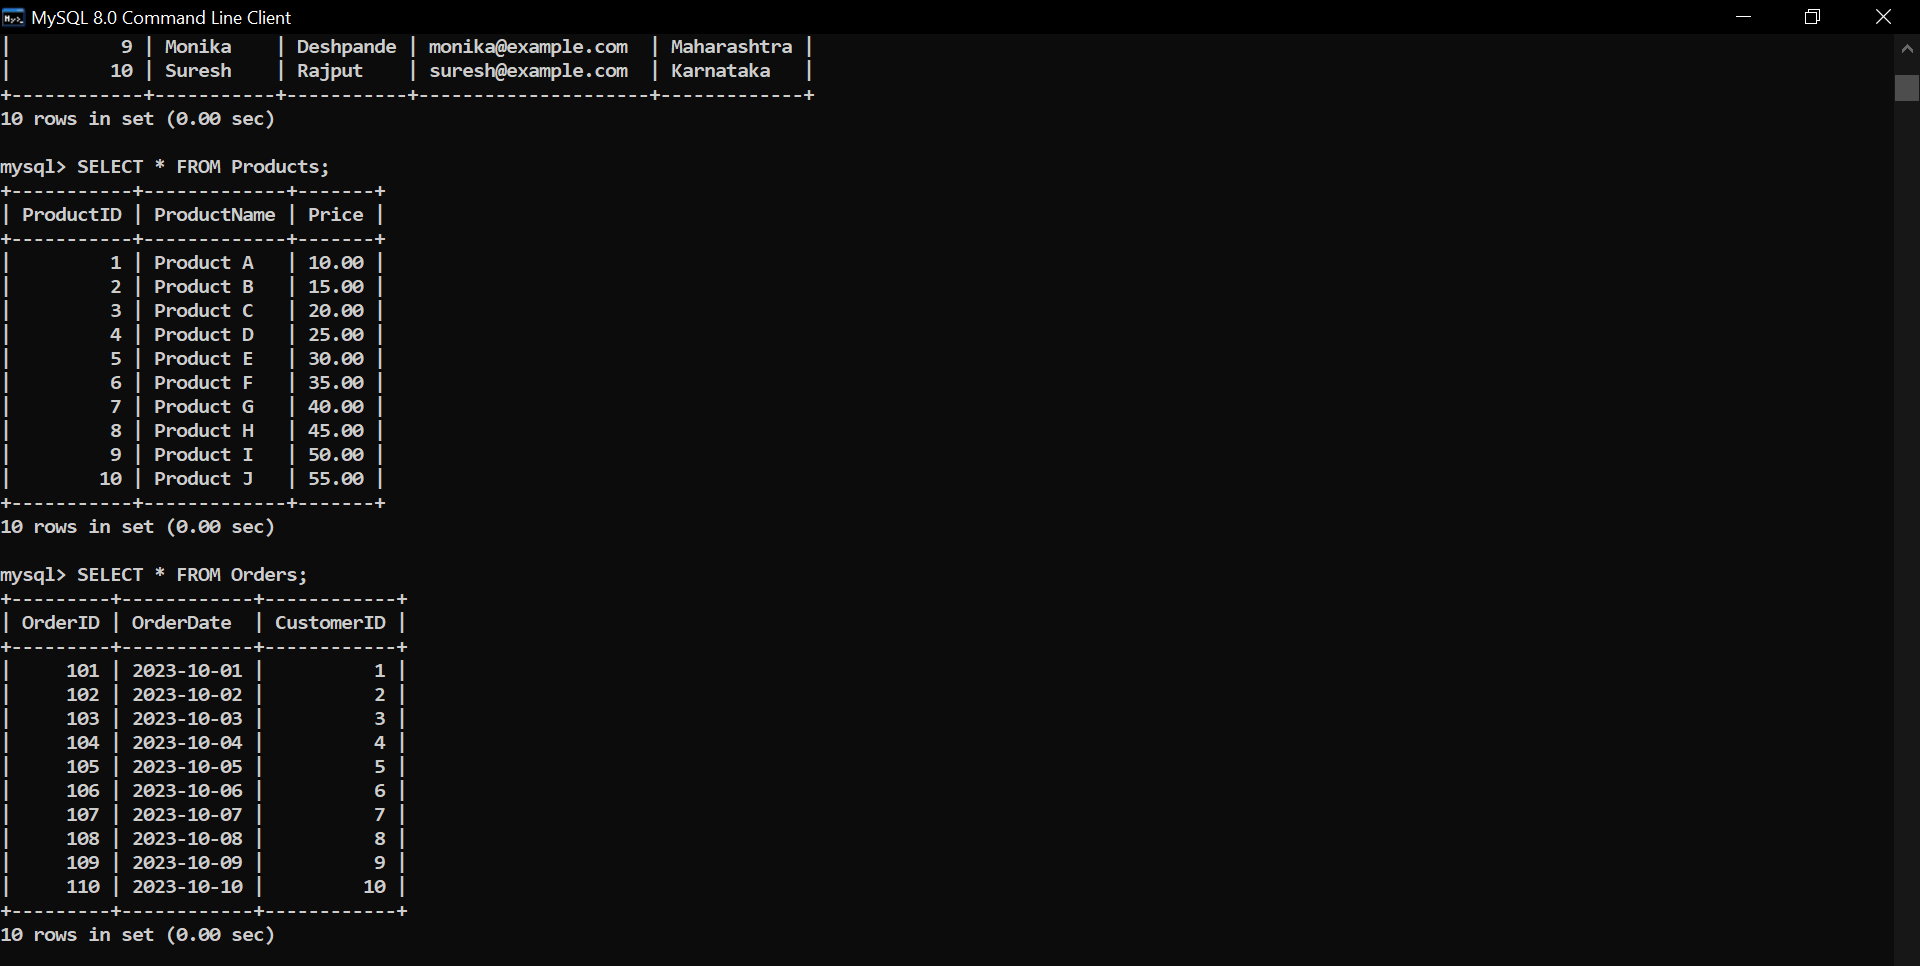 MySQL 8.0 Command Line Client
|          9 | Monika    | Deshpande | monika@example.com  | Maharashtra |
|         10 | Suresh    | Rajput    | suresh@example.com  | Karnataka   |
+------------+-----------+-----------+---------------------+-------------+
10 rows in set (0.00 sec)

mysql> SELECT * FROM Products;
+-----------+-------------+-------+
| ProductID | ProductName | Price |
+-----------+-------------+-------+
|         1 | Product A   | 10.00 |
|         2 | Product B   | 15.00 |
|         3 | Product C   | 20.00 |
|         4 | Product D   | 25.00 |
|         5 | Product E   | 30.00 |
|         6 | Product F   | 35.00 |
|         7 | Product G   | 40.00 |
|         8 | Product H   | 45.00 |
|         9 | Product I   | 50.00 |
|        10 | Product J   | 55.00 |
+-----------+-------------+-------+
10 rows in set (0.00 sec)

mysql> SELECT * FROM Orders;
+---------+------------+------------+
| OrderID | OrderDate  | CustomerID |
+---------+------------+------------+
|     101 | 2023-10-01 |          1 |
|     102 | 2023-10-02 |          2 |
|     103 | 2023-10-03 |          3 |
|     104 | 2023-10-04 |          4 |
|     105 | 2023-10-05 |          5 |
|     106 | 2023-10-06 |          6 |
|     107 | 2023-10-07 |          7 |
|     108 | 2023-10-08 |          8 |
|     109 | 2023-10-09 |          9 |
|     110 | 2023-10-10 |         10 |
+---------+------------+------------+
10 rows in set (0.00 sec)